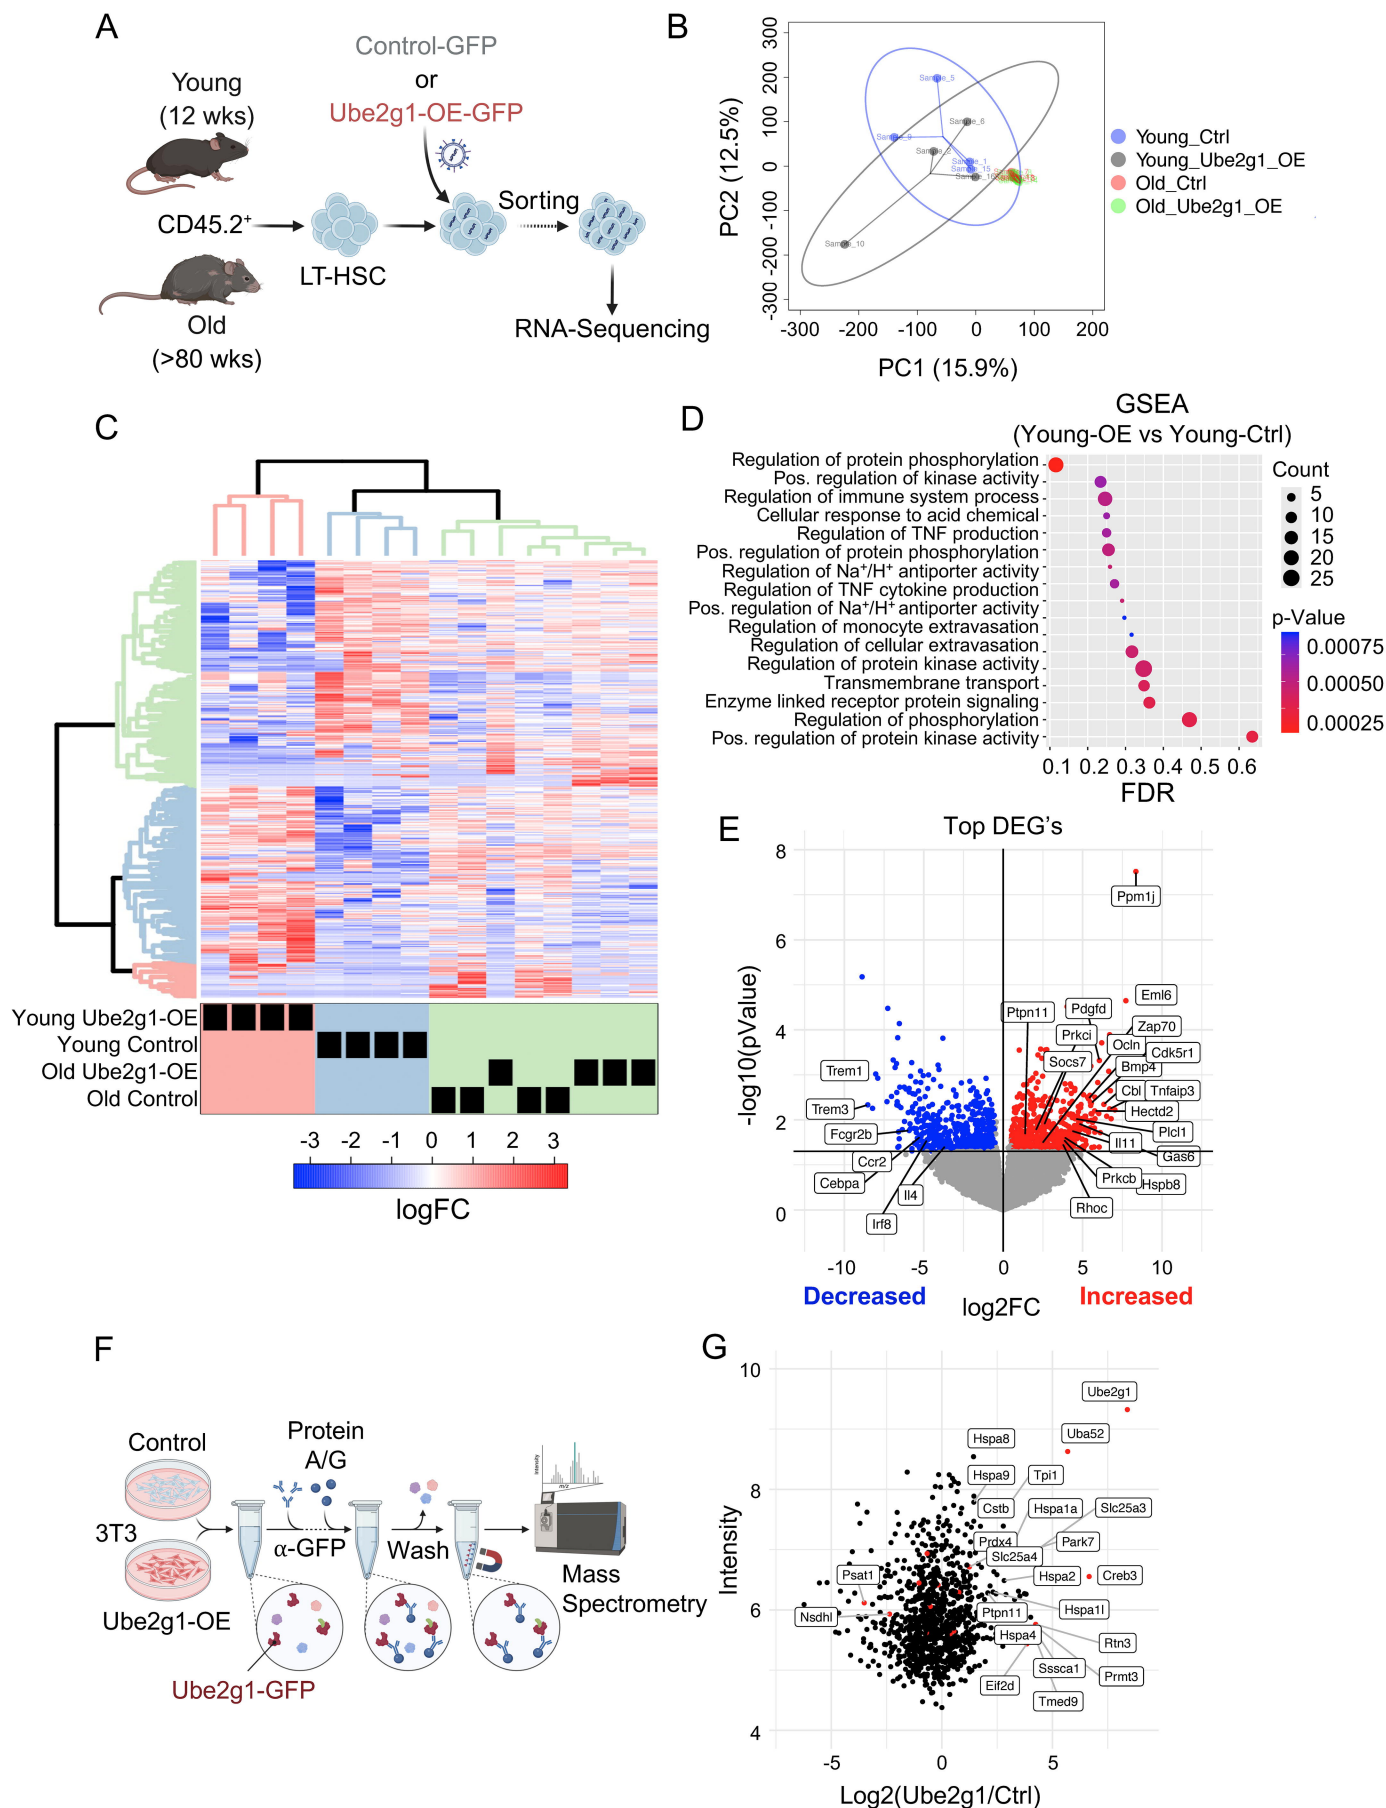 A
Young
(12 wks)
Control-GFP
or
Ube2g1-OE-GFP
CD45.2+
LT-HSC
Sorting
Old
(>80 wks)
RNA-Sequencing
B
PC2 (12.5%)
300
200
100
0
-100
-200
-300
Sample_5
Sample_6
Sample_9
Sample_2
Sample_1
Sample_15
Sample_10
-300
-200
-100
0
100
200
PC1 (15.9%)
Young_Ctrl
Young_Ube2g1_OE
Old_Ctrl
Old_Ube2g1_OE
C
Young Ube2g1-OE
Young Control
Old Ube2g1-OE
Old Control
-3 -2 -1 0 1 2 3
logFC
D
GSEA
(Young-OE vs Young-Ctrl)
Regulation of protein phosphorylation
Pos. regulation of kinase activity
Regulation of immune system process
Cellular response to acid chemical
Regulation of TNF production
Pos. regulation of protein phosphorylation
Regulation of Na+/H+ antiporter activity
Regulation of TNF cytokine production
Pos. regulation of Na+/H+ antiporter activity
Regulation of monocyte extravasation
Regulation of cellular extravasation
Regulation of protein kinase activity
Transmembrane transport
Enzyme linked receptor protein signaling
Regulation of phosphorylation
Pos. regulation of protein kinase activity
0.1 0.2 0.3 0.4 0.5 0.6
FDR
Count
5
10
15
20
25
p-Value
0.00075
0.00050
0.00025
E
Top DEG's
-log10(pValue)
8
6
4
2
0
Ppm1j
Eml6
Ptpn11
Pdgfd
Zap70
Prkci
Ocln
Cdk5r1
Socs7
Bmp4
Cbl
Tnfaip3
Hectd2
Plcl1
Il11
Gas6
Prkcb
Hspb8
Rhoc
Trem1
Trem3
Fcgr2b
Ccr2
Cebpa
Il4
Irf8
-10
-5
0
5
10
Decreased
log2FC
Increased
F
Control
3T3
Ube2g1-OE
Protein
A/G
α-GFP
Wash
Intensity
m/z
Mass
Spectrometry
Ube2g1-GFP
G
Intensity
10
8
6
4
Ube2g1
Uba52
Hspa8
Hspa9
Tpi1
Cstb
Hspa1a
Slc25a3
Prdx4
Park7
Slc25a4
Psat1
Hspa2
Creb3
Nsdhl
Ptpn11
Hspa1l
Hspa4
Rtn3
Sssca1
Prmt3
Eif2d
Tmed9
-5
0
5
Log2(Ube2g1/Ctrl)